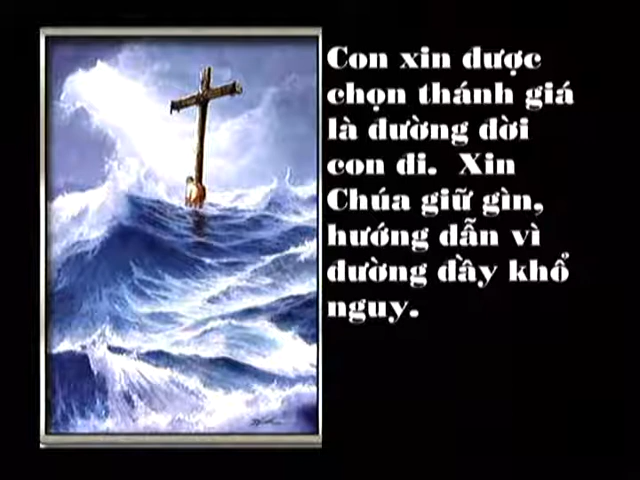 Con xin được
chọn thánh giá
là đường đời
con đi. Xin
Chúa giữ gìn,
hướng dẫn vì
đường đầy khổ
nguy.